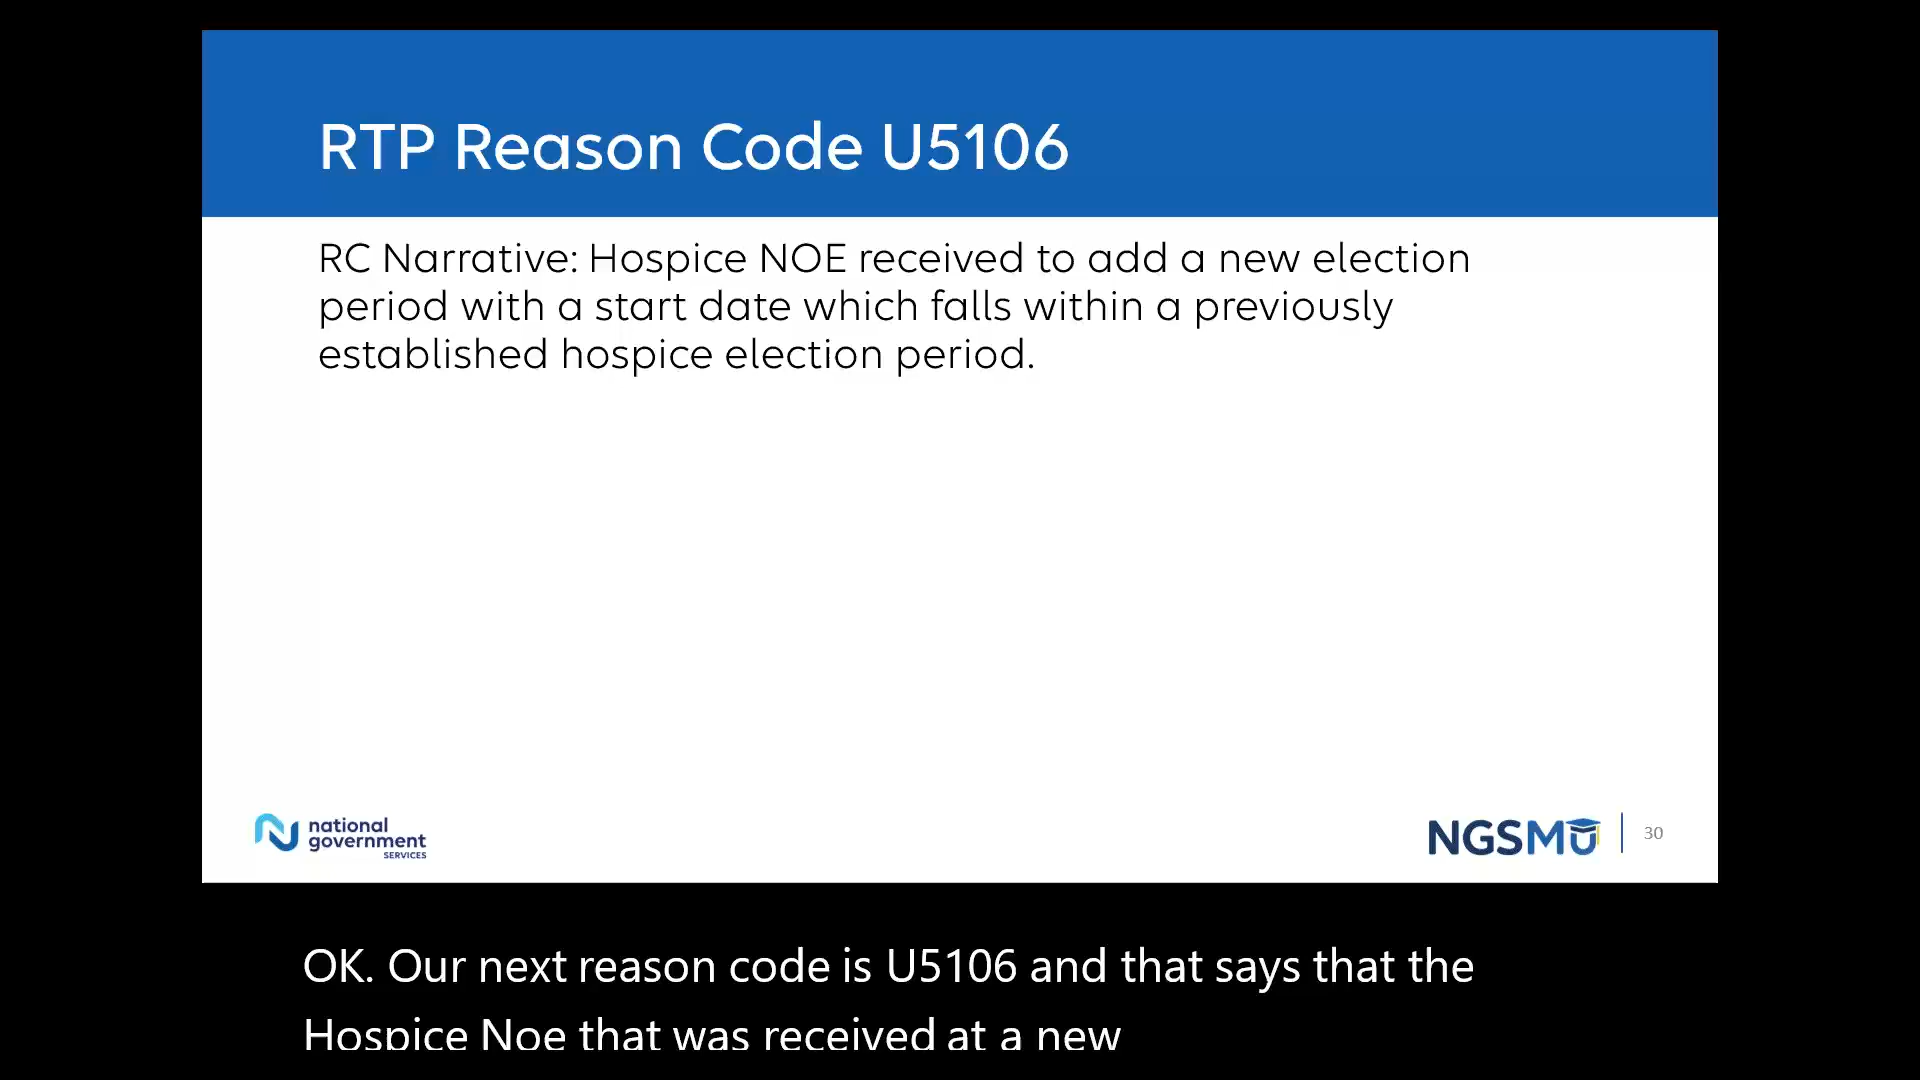 RTP Reason Code U5106
RC Narrative: Hospice NOE received to add a new election
period with a start date which falls within a previously
established hospice election period.
national
government
SERVICES
NGSMU
30
OK. Our next reason code is U5106 and that says that the
Hospice Noe that was received at a new